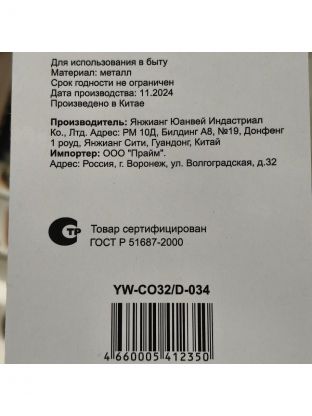 Для использования в быту
Материал: металл
Срок годности не ограничен
Дата производства: 11.2024
Произведено в Китае
Производитель: Янжианг Юанвей Индастриал
Ко., Лтд. Адрес: РМ 10Д, Билдинг А8, №19, Донфенг
1 роуд, Янжианг Сити, Гуандонг, Китай
Импортер: ООО "Прайм".
Адрес: Россия, г. Воронеж, ул. Волгоградская, д.32
СТР
Товар сертифицирован
ГОСТ Р 51687-2000
YW-CO32/D-034
4 660005 412350